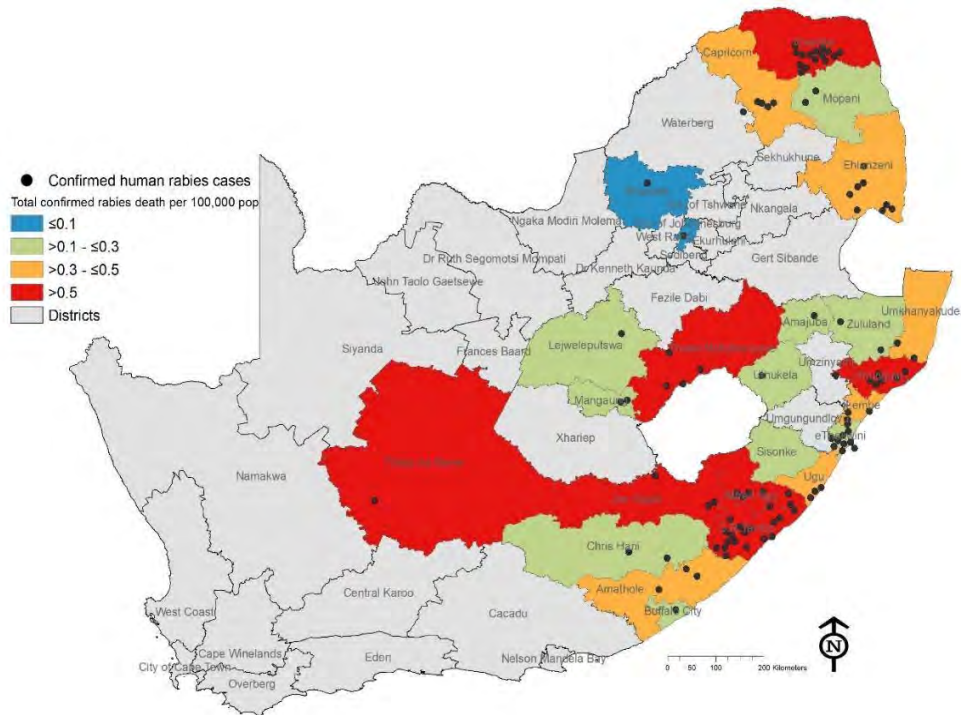 Capricorn
Mopani
Waterberg
Sekhukhune
Ehlanzeni
Confirmed human rabies cases
Total confirmed rabies death per 100,000 pop
≤0.1
>0.1 - ≤0.3
>0.3 - ≤0.5
>0.5
Districts
Ngaka Modiri Molema
Nkangala
West Rand
Ekurhuleni
Sedibeng
Dr Ruth Segomotsi Mompati
Dr Kenneth Kaunda
Gert Sibande
John Taolo Gaetsewe
Fezile Dabi
Umkhanyakude
Amajuba
Zululand
Siyanda
Frances Baard
Lejweleputswa
Umzinyathi
Uthukela
Mangaung
Umgungundlovu
eThekwini
Xhariep
Sisonke
Namakwa
Ugu
Chris Hani
Amathole
Central Karoo
Buffalo City
West Coast
Cacadu
Cape Winelands
Eden
Nelson Mandela Bay
City of Cape Town
Overberg
N
0 50 100 200 Kilometers